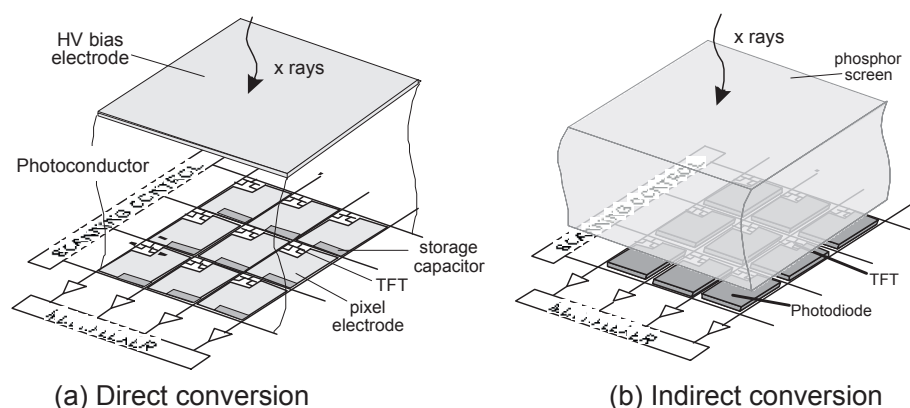 HV bias
electrode
x rays
Photoconductor
storage
capacitor
TFT
pixel
electrode
(a) Direct conversion
x rays
phosphor
screen
TFT
Photodiode
(b) Indirect conversion